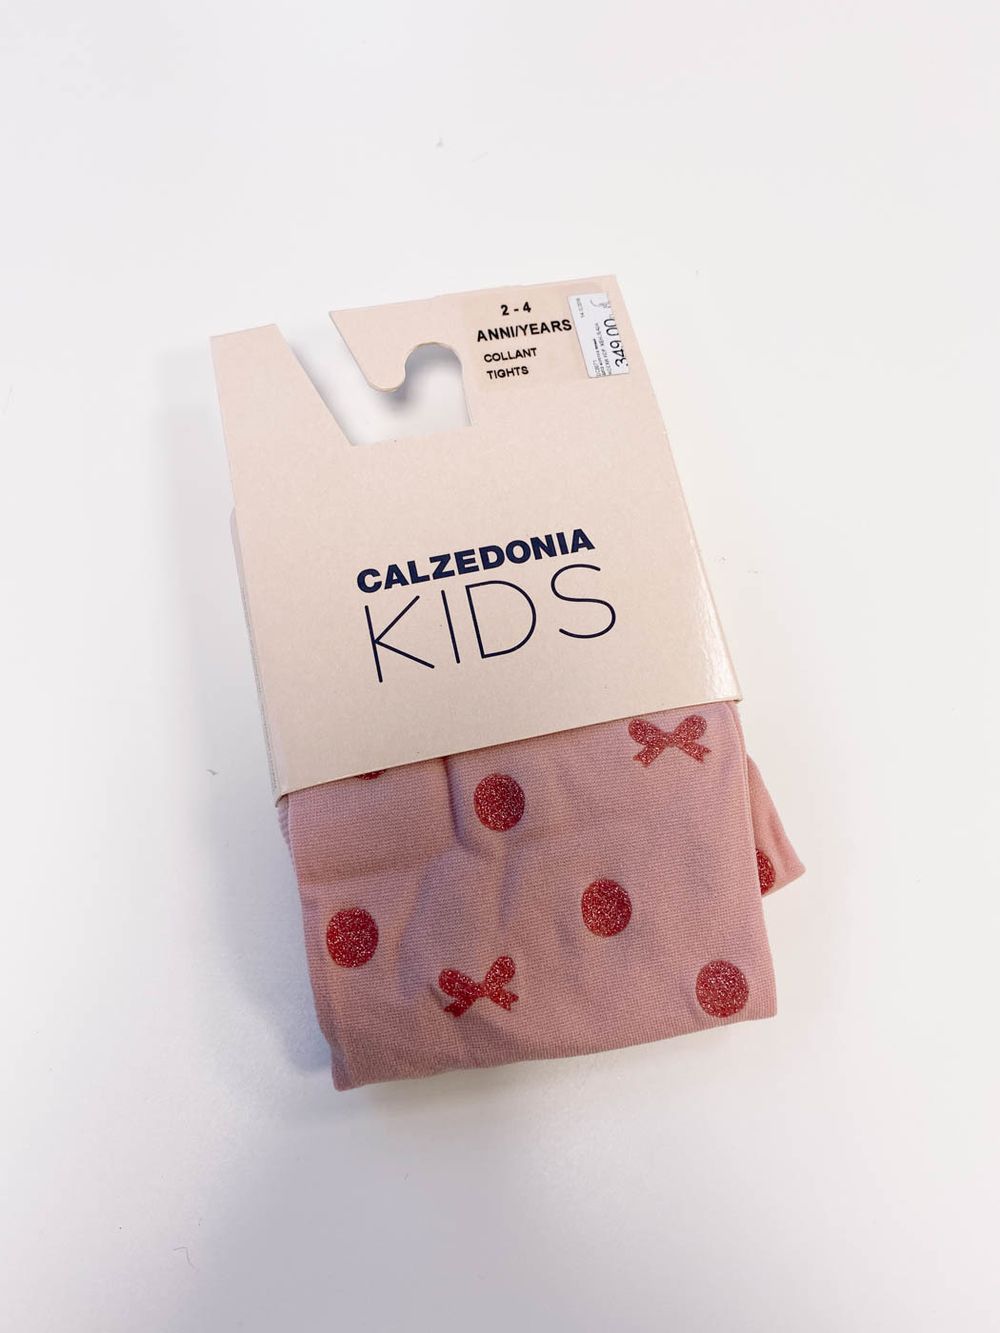 2 - 4
ANNI/YEARS
COLLANT
TIGHTS
349.00
CALZEDONIA
KIDS